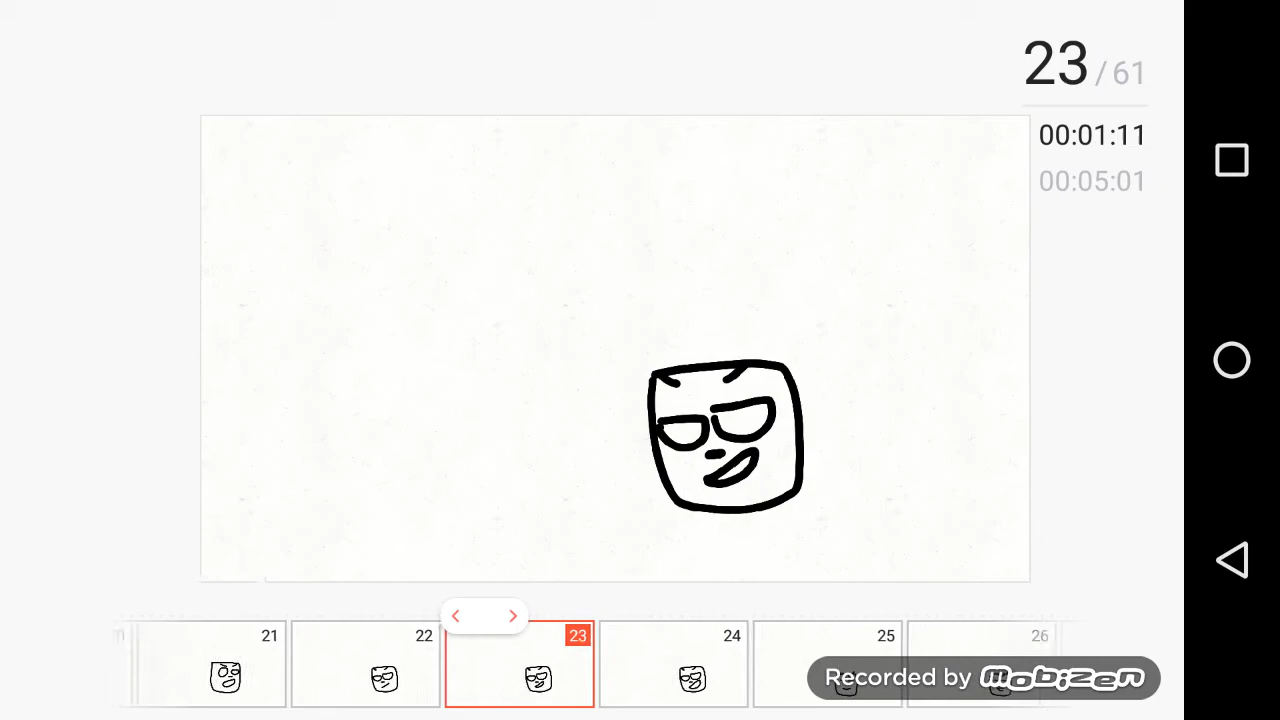 23 / 61
00:01:11
00:05:01
21 22 23 24 25 26
Recorded by mobizen